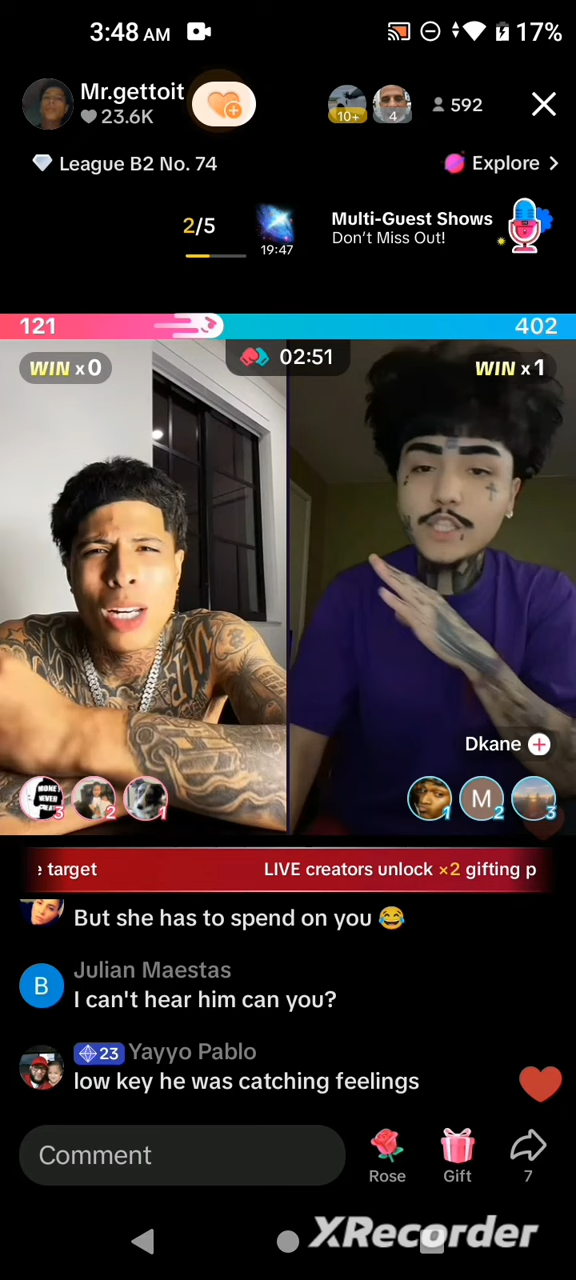 3:48 AM
17%
Mr.gettoit
23.6K
10+
4
592
League B2 No. 74
Explore
2/5
19:47
Multi-Guest Shows
Don't Miss Out!
121
402
WIN x0
02:51
WIN x1
Dkane
MONEY
NEVER
3
2
1
1
M
2
3
e target
LIVE creators unlock ×2 gifting p
But she has to spend on you 😂
B
Julian Maestas
I can't hear him can you?
23 Yayyo Pablo
low key he was catching feelings
Comment
Rose
Gift
7
XRecorder